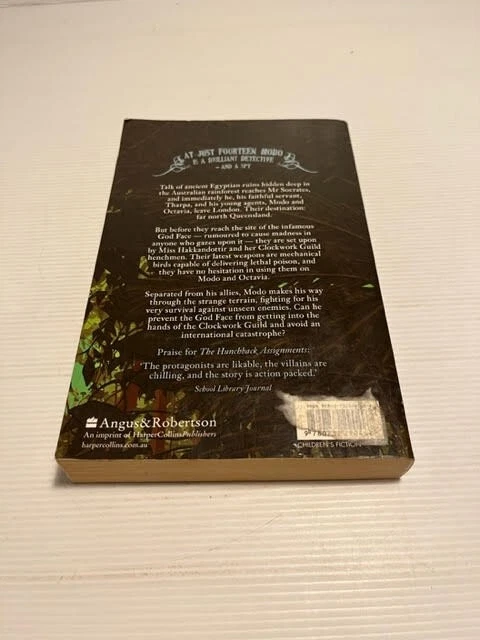 AT JUST FOURTEEN MODO
IS A BRILLIANT DETECTIVE
– AND A SPY
Talk of ancient Egyptian ruins hidden deep in
the Australian rainforest reaches Mr Socrates,
and immediately he, his faithful servant,
Tharpa, and his young agents, Modo and
Octavia, leave London. Their destination:
far north Queensland.
But before they reach the site of the infamous
God Face — rumoured to cause madness in
anyone who gazes upon it — they are set upon
by Miss Hakkandottir and her Clockwork Guild
henchmen. Their latest weapons are mechanical
birds capable of delivering lethal poison, and
they have no hesitation in using them on
Modo and Octavia.
Separated from his allies, Modo makes his way
through the strange terrain, fighting for his
very survival against unseen enemies. Can he
prevent the God Face from getting into the
hands of the Clockwork Guild and avoid an
international catastrophe?
Praise for The Hunchback Assignments:
‘The protagonists are likable, the villains are
chilling, and the story is action packed.’
School Library Journal
Angus&Robertson
An imprint of HarperCollinsPublishers
harpercollins.com.au
CHILDREN'S FICTION